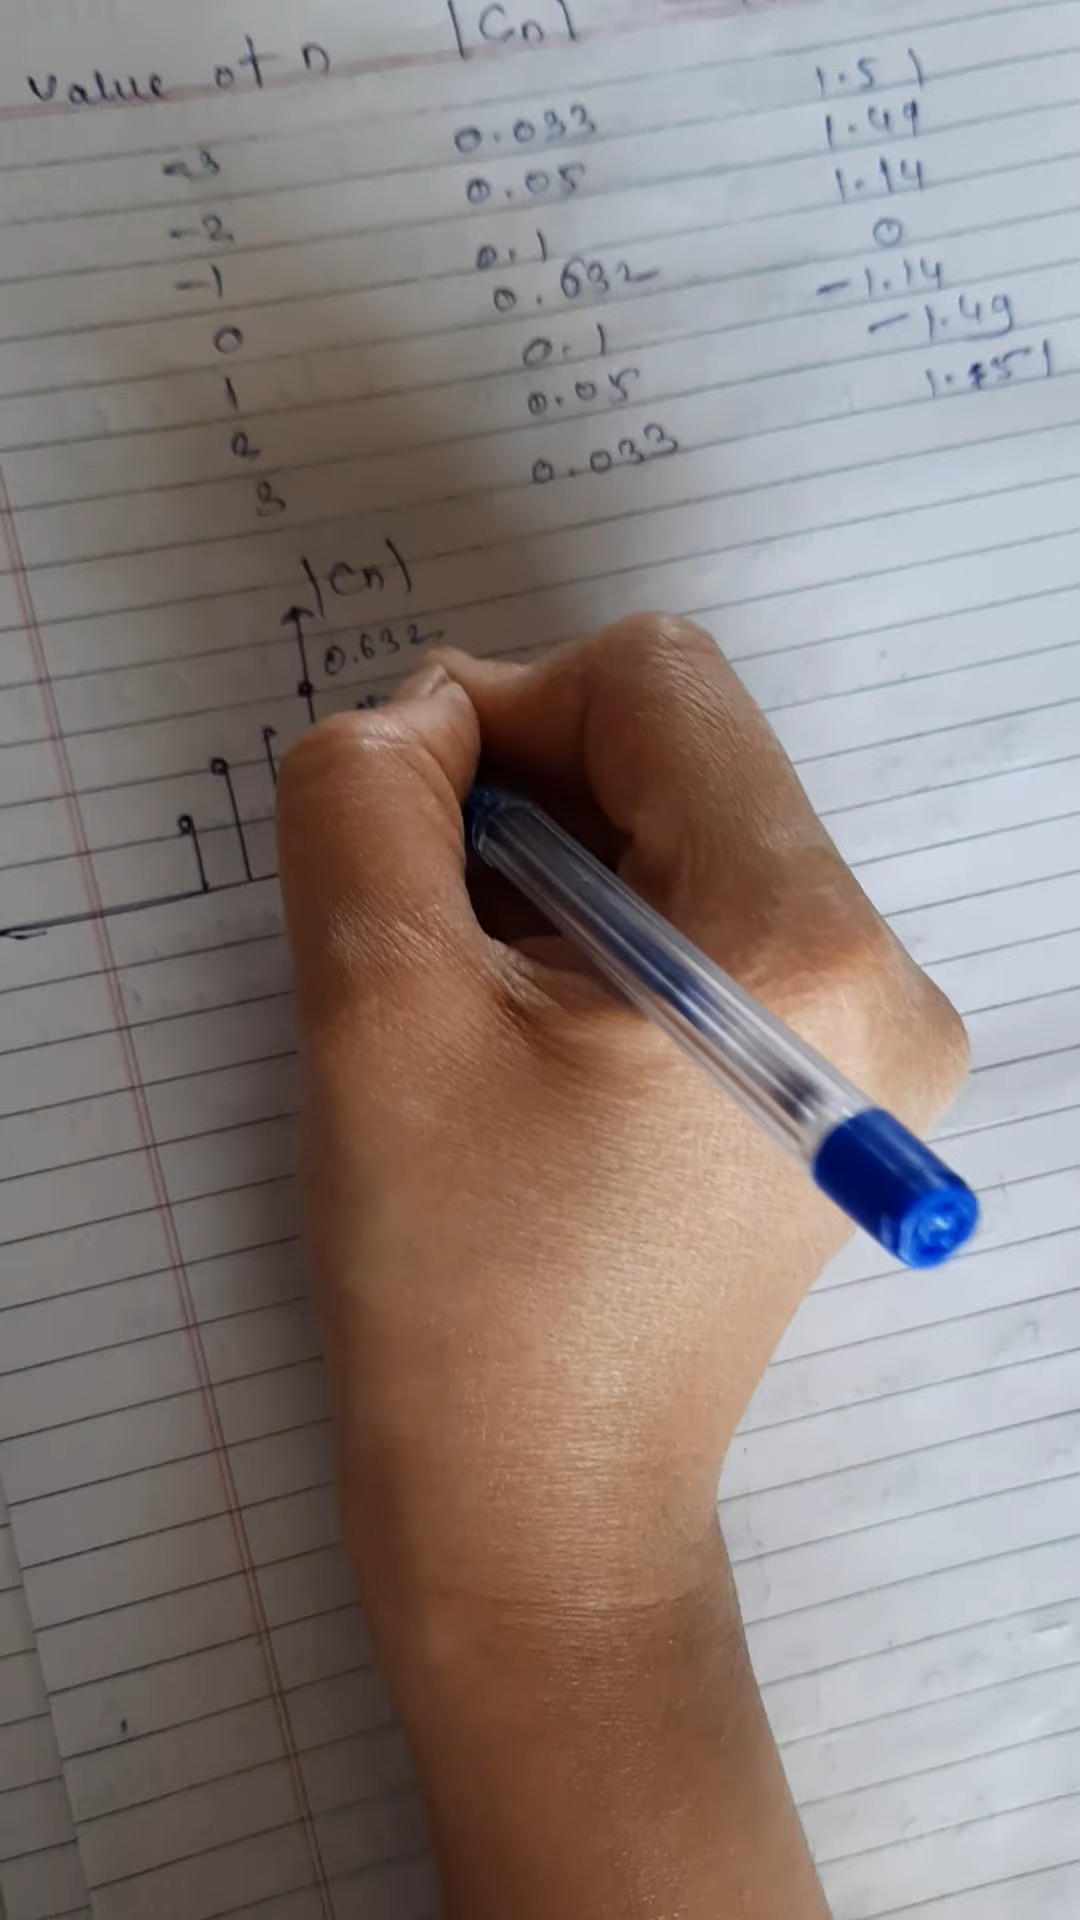 value of n |Cn|
-3 0.033 1.51
-2 0.05 1.49
-1 0.1 1.14
0 0.632 0
1 0.1 -1.14
2 0.05 -1.49
3 0.033 1.51
|Cn|
0.632